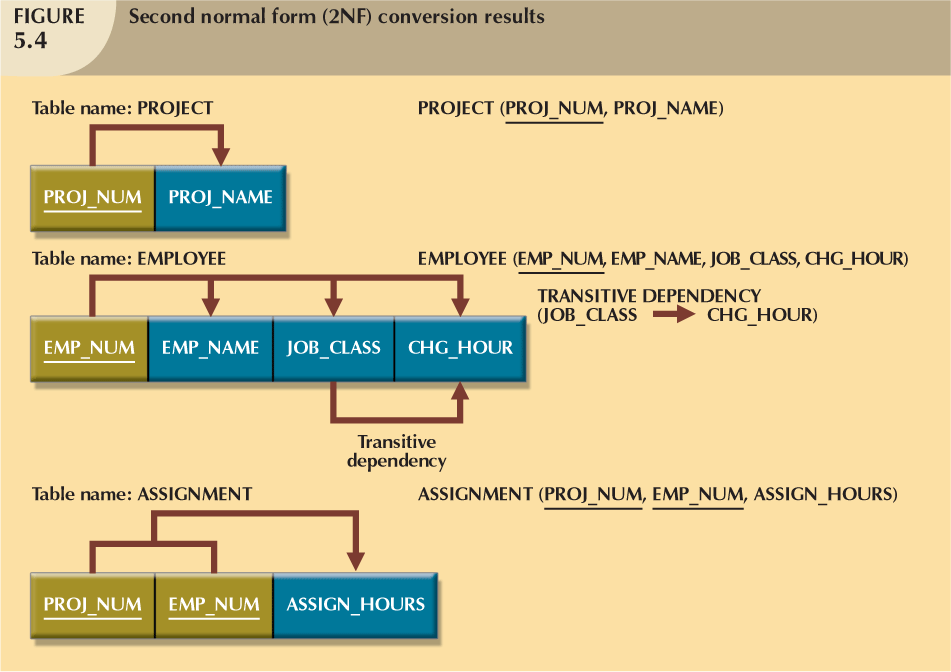 FIGURE
5.4
Second normal form (2NF) conversion results
Table name: PROJECT
PROJECT (PROJ_NUM, PROJ_NAME)
PROJ_NUM PROJ_NAME
Table name: EMPLOYEE
EMPLOYEE (EMP_NUM, EMP_NAME, JOB_CLASS, CHG_HOUR)
TRANSITIVE DEPENDENCY
(JOB_CLASS CHG_HOUR)
EMP_NUM EMP_NAME JOB_CLASS CHG_HOUR
Transitive
dependency
Table name: ASSIGNMENT
ASSIGNMENT (PROJ_NUM, EMP_NUM, ASSIGN_HOURS)
PROJ_NUM EMP_NUM ASSIGN_HOURS